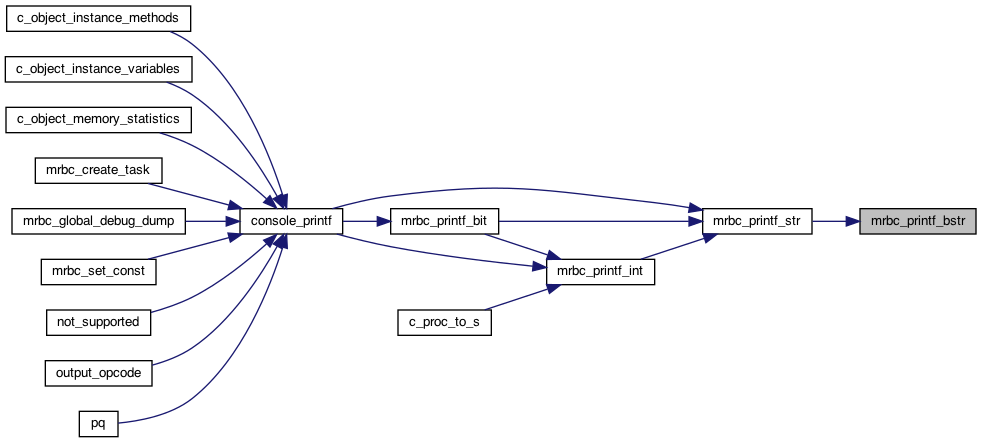 c_object_instance_methods
c_object_instance_variables
c_object_memory_statistics
mrbc_create_task
mrbc_global_debug_dump
mrbc_set_const
not_supported
output_opcode
pq
console_printf
mrbc_printf_bit
c_proc_to_s
mrbc_printf_int
mrbc_printf_str
mrbc_printf_bstr